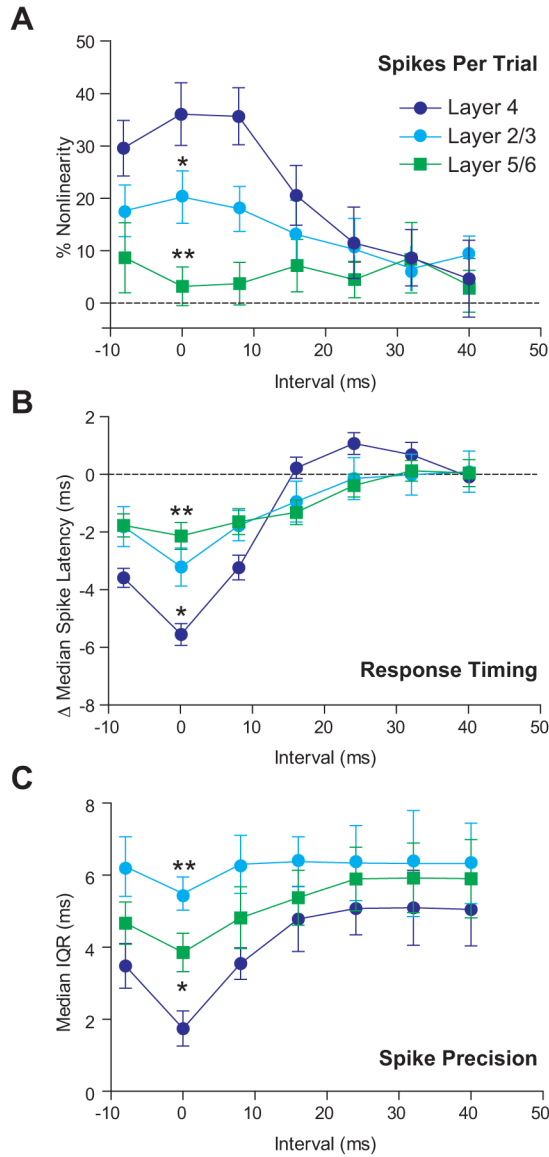 A
Spikes Per Trial
Layer 4
Layer 2/3
Layer 5/6
% Nonlinearity
50
40
30
20
10
0
*
**
-10 0 10 20 30 40 50
Interval (ms)
B
Δ Median Spike Latency (ms)
2
0
-2
-4
-6
-8
**
*
Response Timing
-10 0 10 20 30 40 50
Interval (ms)
C
Median IQR (ms)
8
6
4
2
0
**
*
Spike Precision
-10 0 10 20 30 40 50
Interval (ms)